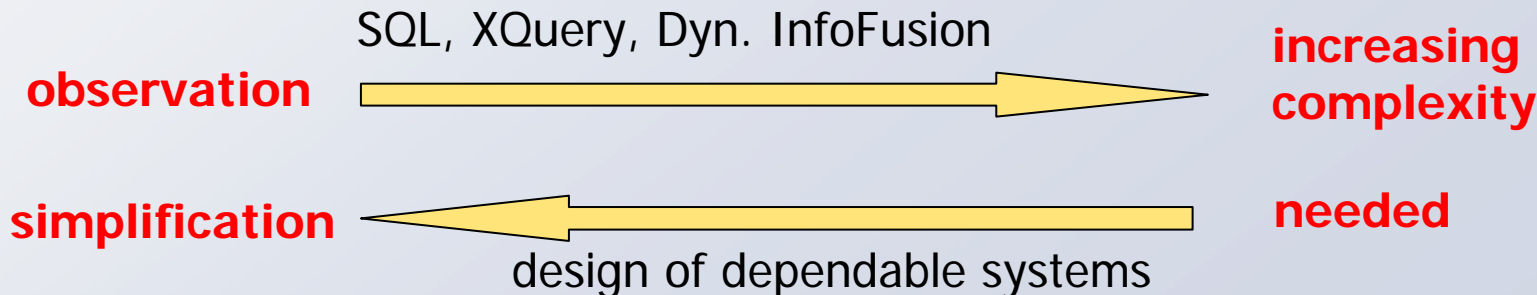 SQL, XQuery, Dyn. InfoFusion
observation
increasing
complexity
simplification
needed
design of dependable systems